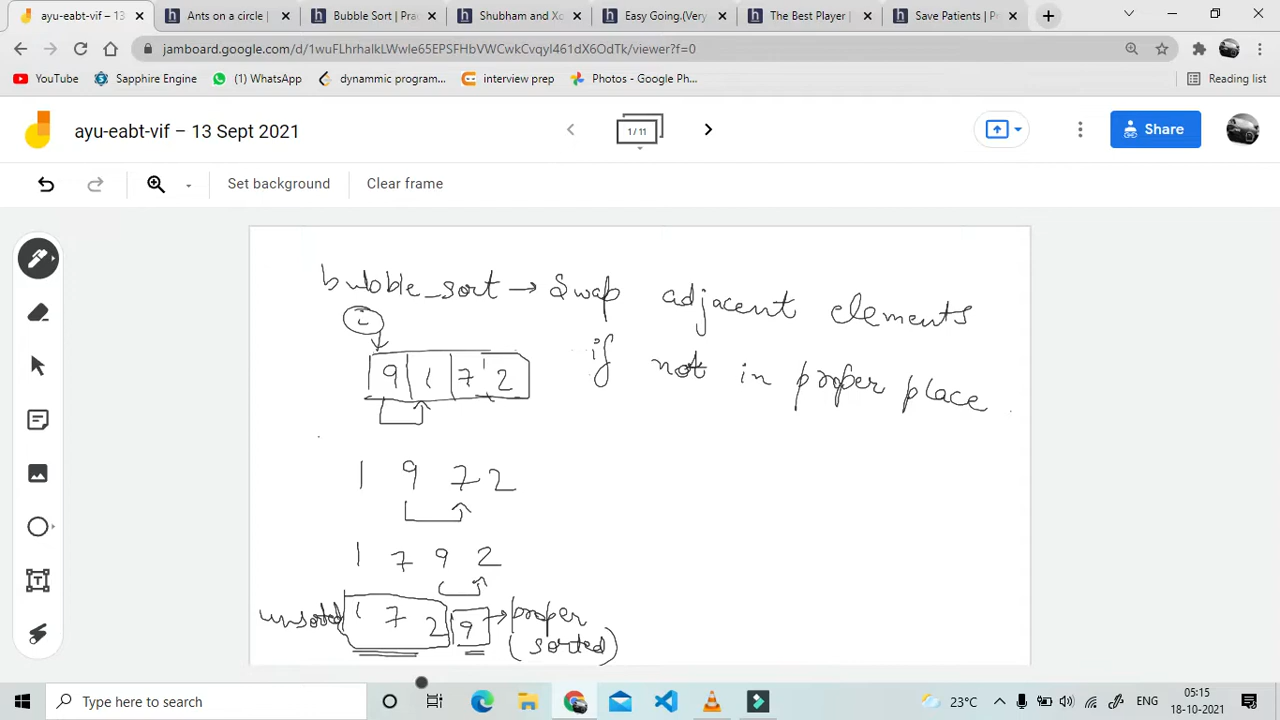 ayu-eabt-vif – 13
Ants on a circle |
Bubble Sort | Pra
Shubham and Xo
Easy Going.(Very
The Best Player |
Save Patients | P
jamboard.google.com/d/1wuFLhrhalkLWwle65EPSFHbVWCwkCvqyl461dX6OdTk/viewer?f=0
YouTube
Sapphire Engine
(1) WhatsApp
dynammic program...
interview prep
Photos - Google Ph...
Reading list
ayu-eabt-vif – 13 Sept 2021
1 / 11
Share
Set background
Clear frame
bubble_sort → Swap adjacent elements
if not in proper place
i
9 1 7 2
1 9 7 2
1 7 9 2
unsorted 1 7 2 9 → proper
(sorted)
Type here to search
23°C
ENG
05:15
18-10-2021